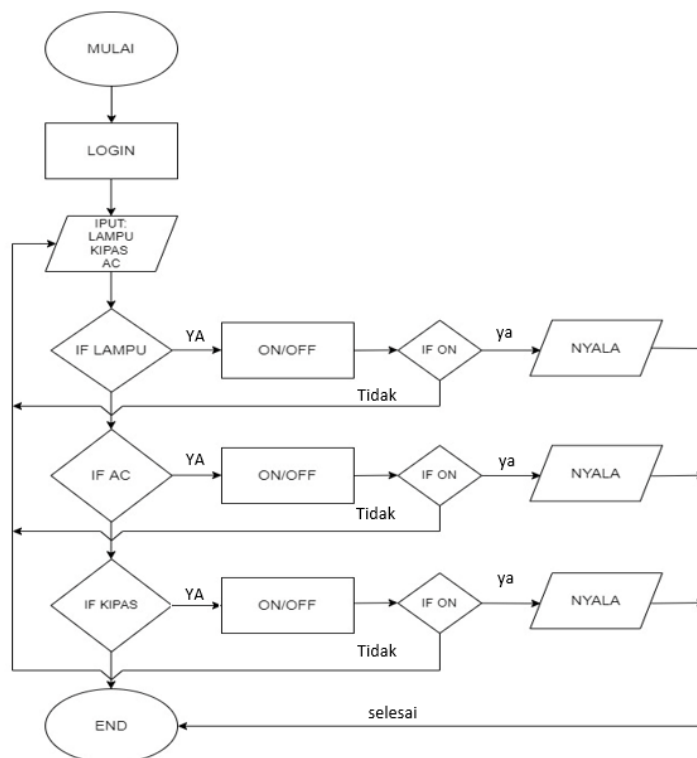 MULAI
LOGIN
IPUT:
LAMPU
KIPAS
AC
IF LAMPU
YA
ON/OFF
IF ON
ya
NYALA
Tidak
IF AC
YA
ON/OFF
IF ON
ya
NYALA
Tidak
IF KIPAS
YA
ON/OFF
IF ON
ya
NYALA
Tidak
END
selesai